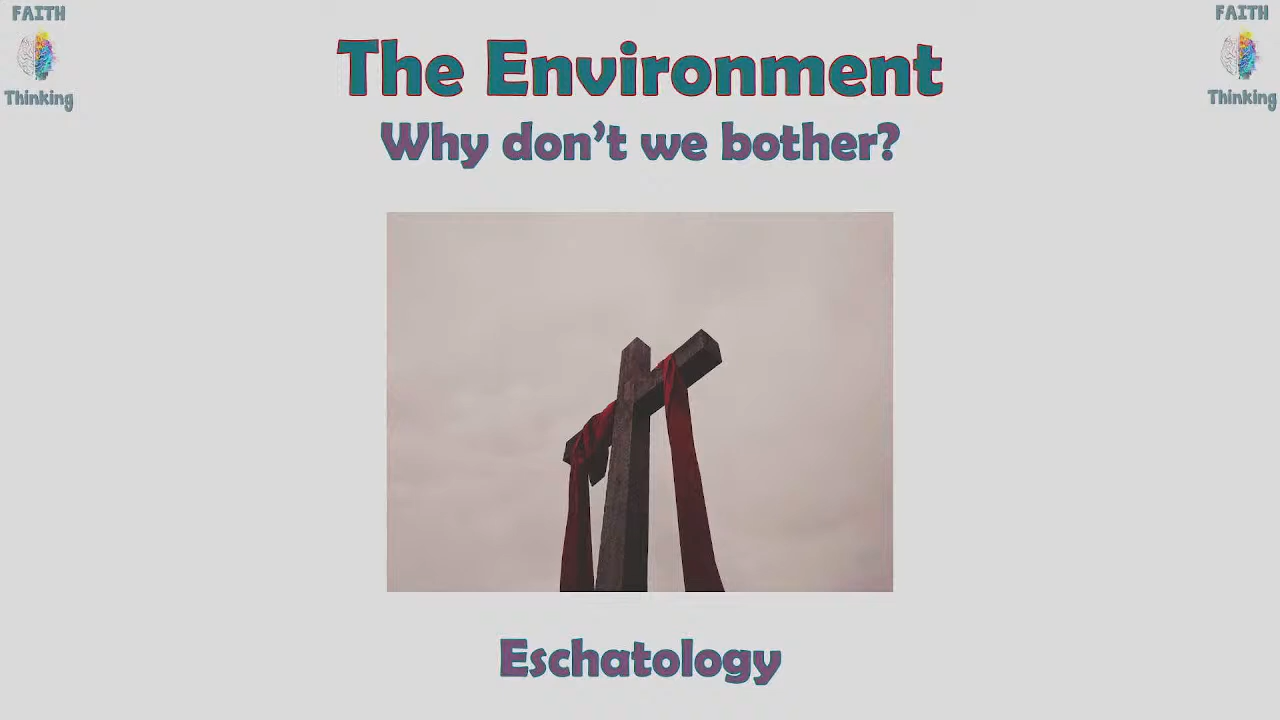 FAITH
Thinking
The Environment
Why don't we bother?
FAITH
Thinking
Eschatology